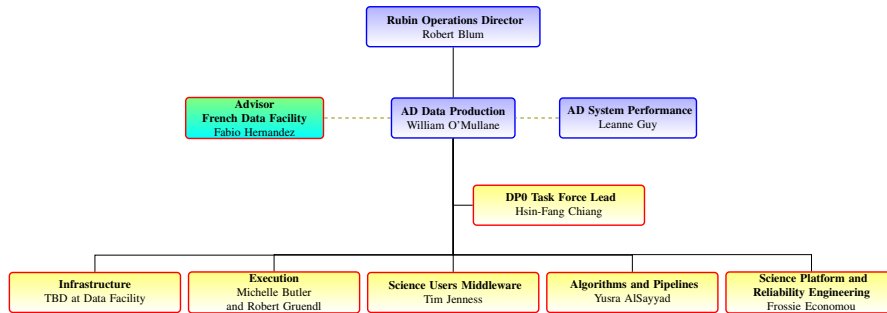 Rubin Operations Director
Robert Blum
Advisor
French Data Facility
Fabio Hernandez
AD Data Production
William O'Mullane
AD System Performance
Leanne Guy
DP0 Task Force Lead
Hsin-Fang Chiang
Infrastructure
TBD at Data Facility
Execution
Michelle Butler
and Robert Gruendl
Science Users Middleware
Tim Jenness
Algorithms and Pipelines
Yusra AlSayyad
Science Platform and
Reliability Engineering
Frossie Economou